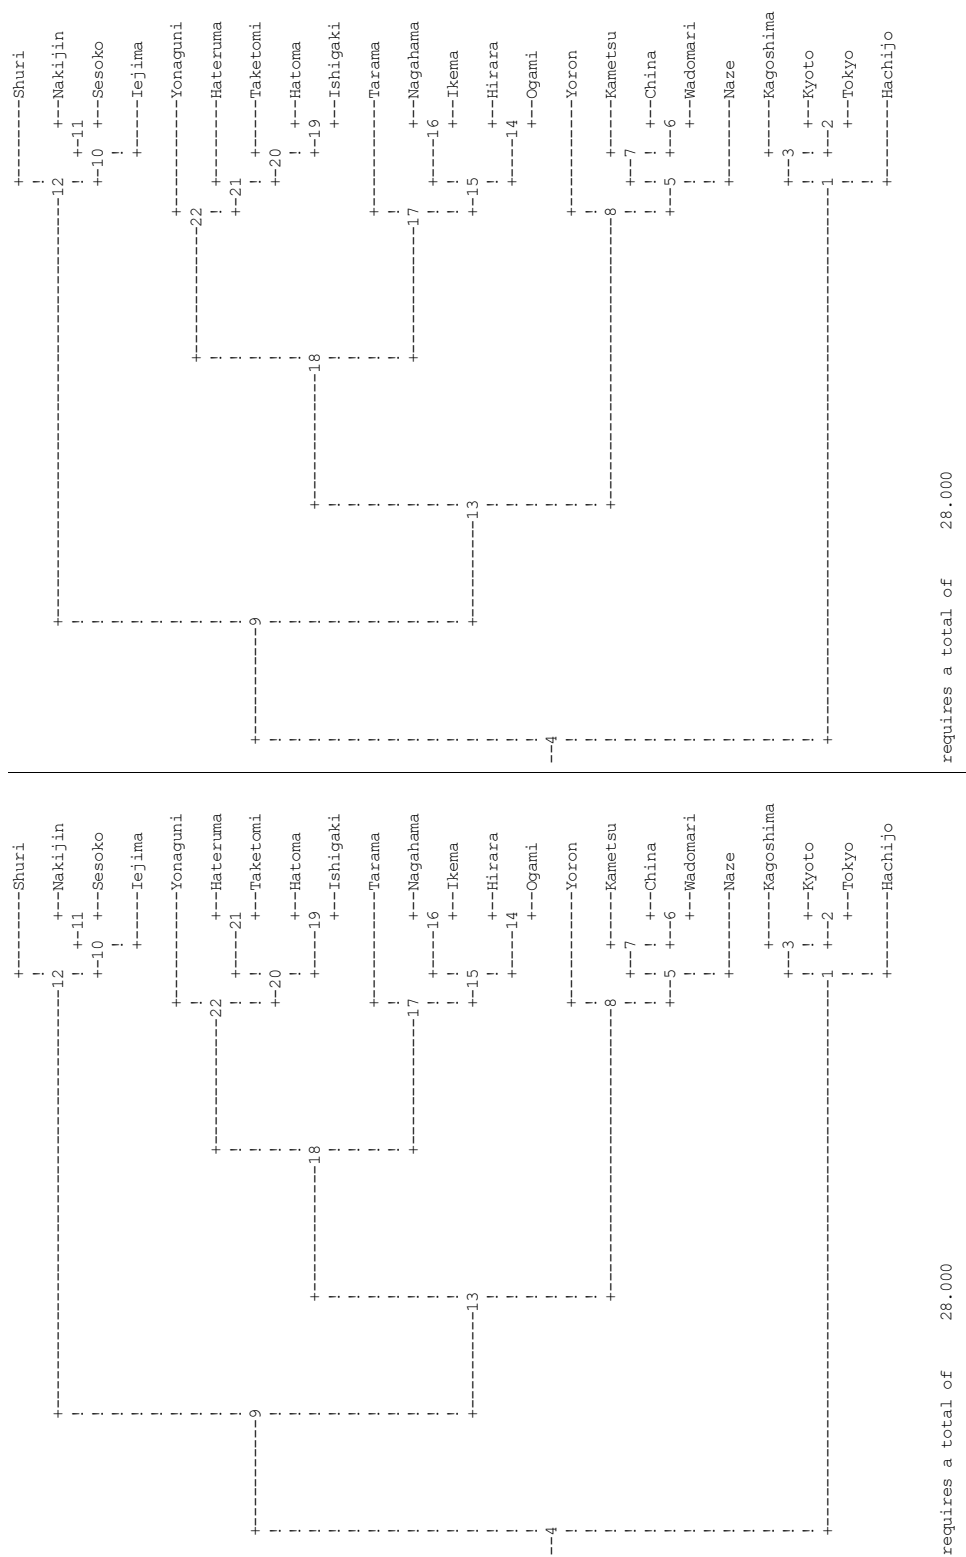 Shuri
12 Nakijin
11
10 Sesoko
Iejima
Yonaguni
22 Hateruma
21
9 Taketomi
20
Hatoma
18 19
Ishigaki
Tarama
17 Nagahama
16
Ikema
13 15
Hirara
14
Ogami
4
Yoron
8 Kametsu
7
China
5 6
Wadomari
Naze
Kagoshima
3
Kyoto
1 2
Tokyo
Hachijo
requires a total of 28.000
Shuri
12 Nakijin
11
10 Sesoko
Iejima
Yonaguni
22
Hateruma
21
9 Taketomi
20
Hatoma
18 19
Ishigaki
Tarama
17 Nagahama
16
Ikema
13 15
Hirara
14
Ogami
4
Yoron
8 Kametsu
7
China
5 6
Wadomari
Naze
Kagoshima
3
Kyoto
1 2
Tokyo
Hachijo
requires a total of 28.000